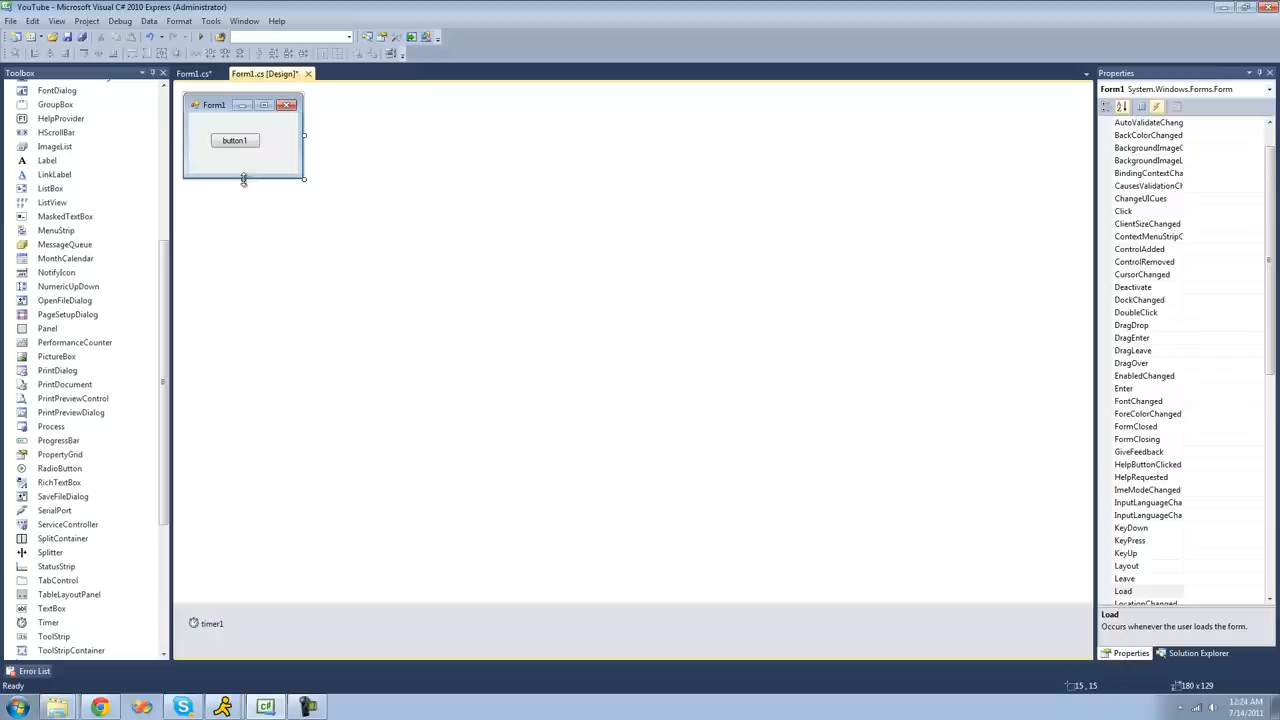 YouTube - Microsoft Visual C# 2010 Express (Administrator)
File Edit View Project Debug Data Format Tools Window Help
Toolbox
Form1.cs*
Form1.cs [Design]*
Properties
FontDialog
GroupBox
HelpProvider
HScrollBar
ImageList
Label
LinkLabel
ListBox
ListView
MaskedTextBox
MenuStrip
MessageQueue
MonthCalendar
NotifyIcon
NumericUpDown
OpenFileDialog
PageSetupDialog
Panel
PerformanceCounter
PictureBox
PrintDialog
PrintDocument
PrintPreviewControl
PrintPreviewDialog
Process
ProgressBar
PropertyGrid
RadioButton
RichTextBox
SaveFileDialog
SerialPort
ServiceController
SplitContainer
Splitter
StatusStrip
TabControl
TableLayoutPanel
TextBox
Timer
ToolStrip
ToolStripContainer
Form1
button1
timer1
Form1 System.Windows.Forms.Form
AutoValidateChang
BackColorChanged
BackgroundImageC
BackgroundImageL
BindingContextCha
CausesValidationCh
ChangeUICues
Click
ClientSizeChanged
ContextMenuStripC
ControlAdded
ControlRemoved
CursorChanged
Deactivate
DockChanged
DoubleClick
DragDrop
DragEnter
DragLeave
DragOver
EnabledChanged
Enter
FontChanged
ForeColorChanged
FormClosed
FormClosing
GiveFeedback
HelpButtonClicked
HelpRequested
ImeModeChanged
InputLanguageCha
InputLanguageCha
KeyDown
KeyPress
KeyUp
Layout
Leave
Load
LocationChanged
Load
Occurs whenever the user loads the form.
Properties
Solution Explorer
Error List
Ready
15 , 15
180 x 129
12:24 AM
7/14/2011